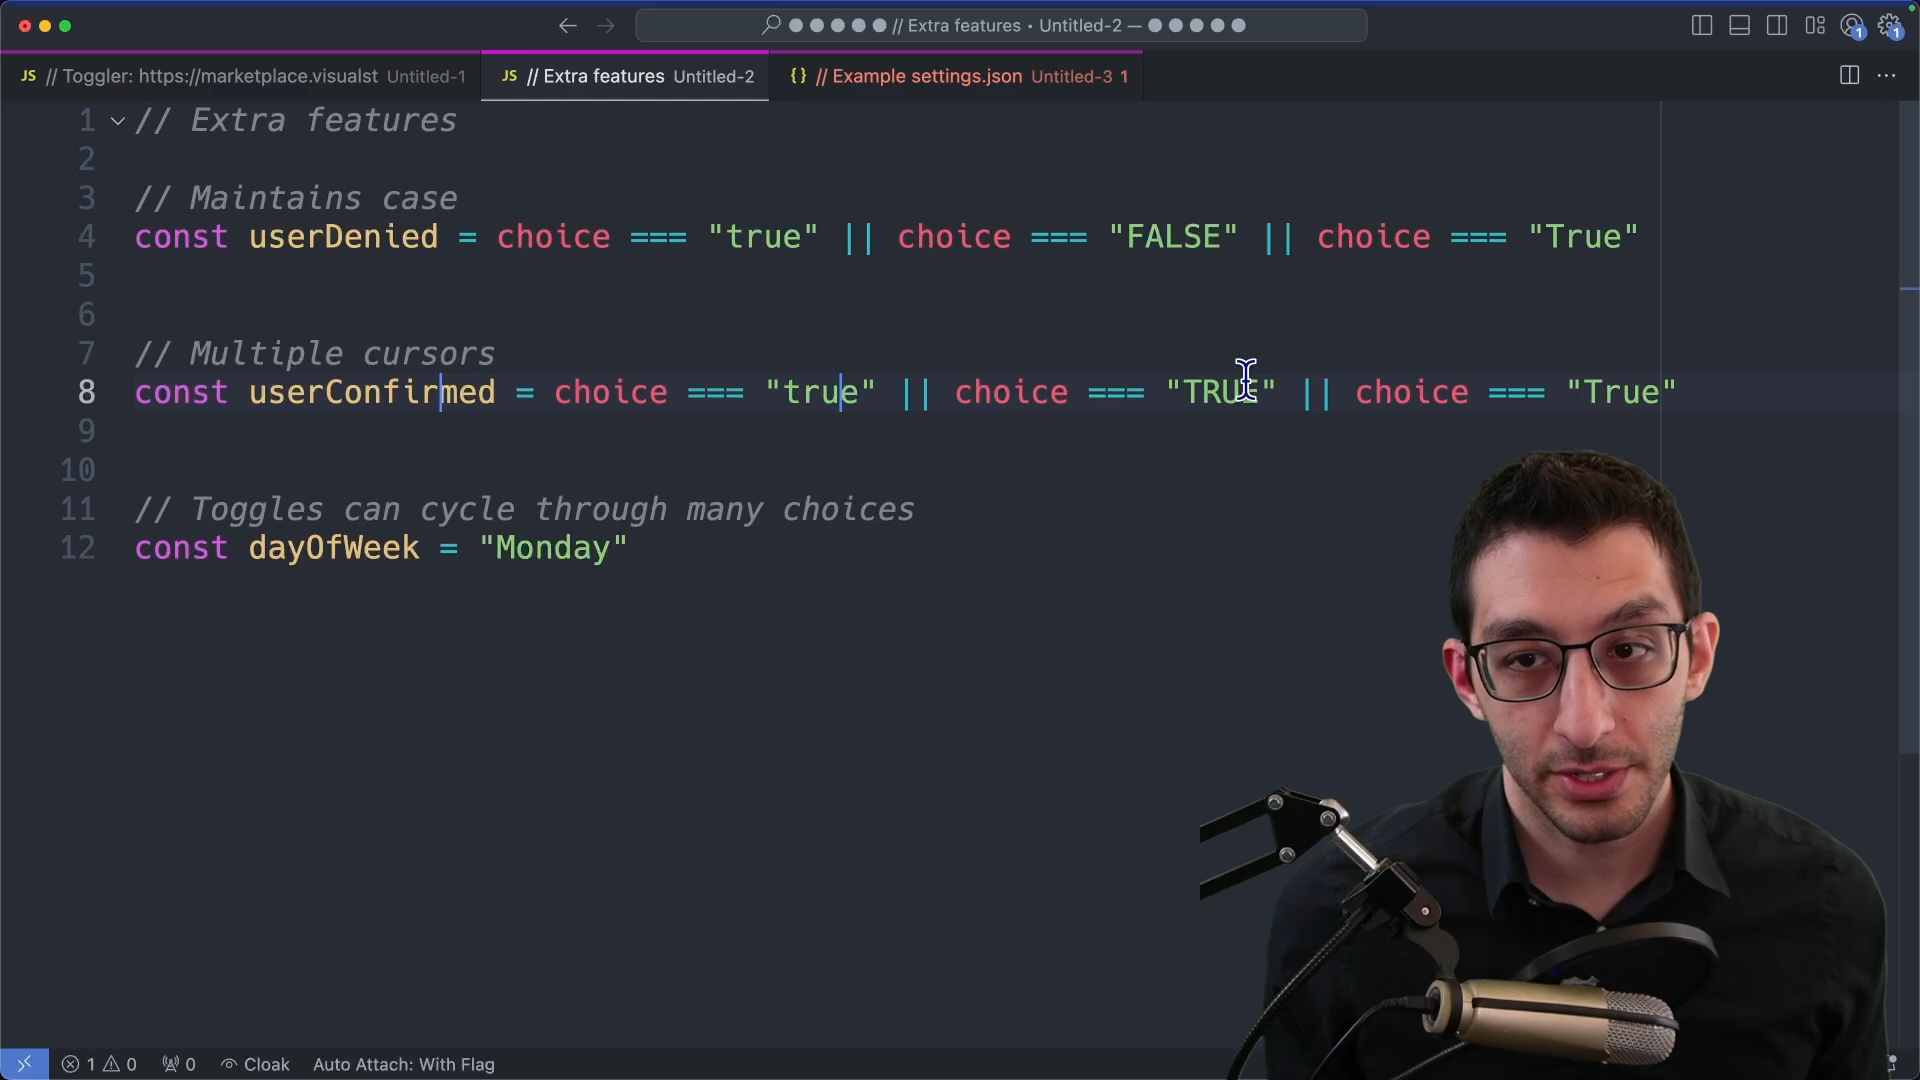 // Extra features • Untitled-2 —
JS // Toggler: https://marketplace.visualst Untitled-1
JS // Extra features Untitled-2
{} // Example settings.json Untitled-3 1
1 // Extra features
2
3 // Maintains case
4 const userDenied = choice === "true" || choice === "FALSE" || choice === "True"
5
6
7 // Multiple cursors
8 const userConfirmed = choice === "true" || choice === "TRUE" || choice === "True"
9
10
11 // Toggles can cycle through many choices
12 const dayOfWeek = "Monday"
1 0 0 Cloak Auto Attach: With Flag